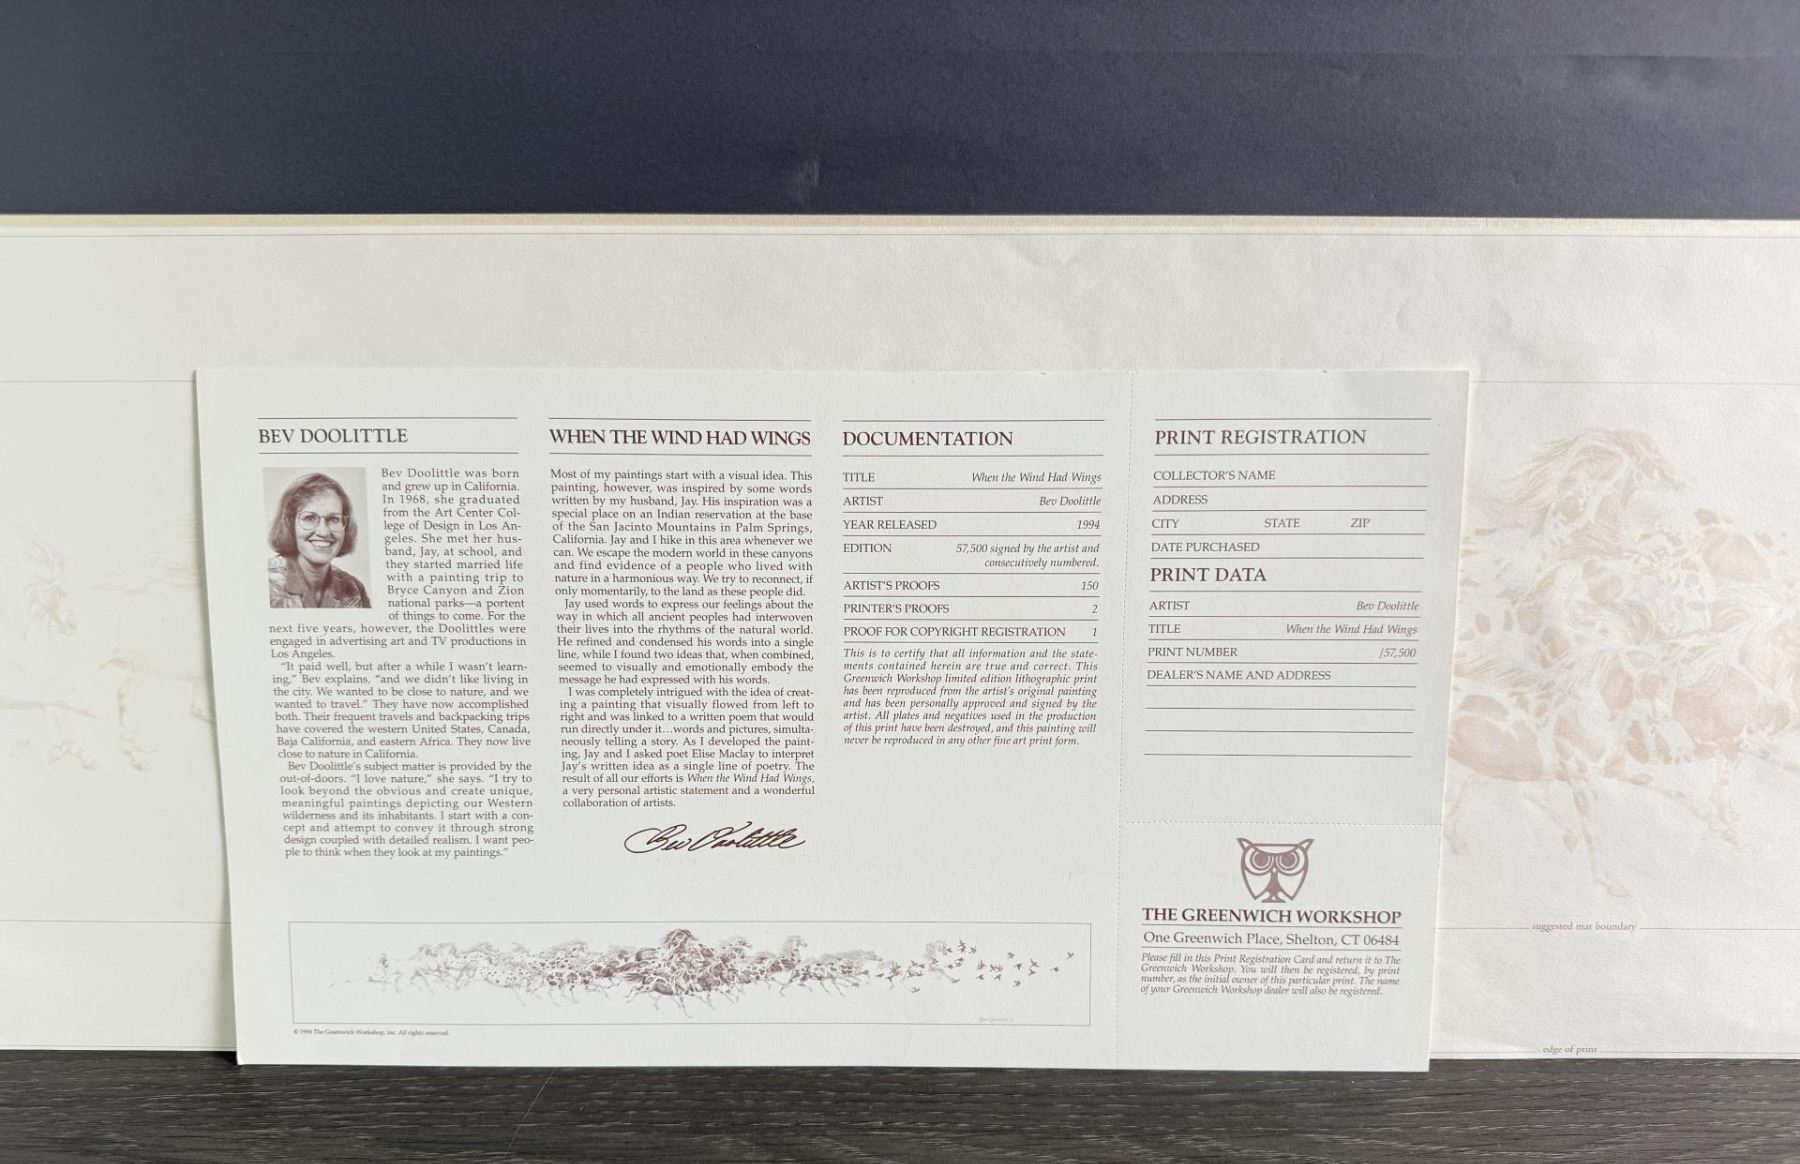 BEV DOOLITTLE
Bev Doolittle was born
and grew up in California.
In 1968, she graduated
from the Art Center Col-
lege of Design in Los An-
geles. She met her hus-
band, Jay, at school, and
they started married life
with a painting trip to
Bryce Canyon and Zion
national parks—a portent
of things to come. For the
next five years, however, the Doolittles were
engaged in advertising art and TV productions in
Los Angeles.
"It paid well, but after a while I wasn't learn-
ing," Bev explains, "and we didn't like living in
the city. We wanted to be close to nature, and we
wanted to travel." They have now accomplished
both. Their frequent travels and backpacking trips
have covered the western United States, Canada,
Baja California, and eastern Africa. They now live
close to nature in California.
Bev Doolittle's subject matter is provided by the
out-of-doors. "I love nature," she says. "I try to
look beyond the obvious and create unique,
meaningful paintings depicting our Western
wilderness and its inhabitants. I start with a con-
cept and attempt to convey it through strong
design coupled with detailed realism. I want peo-
ple to think when they look at my paintings."
WHEN THE WIND HAD WINGS
Most of my paintings start with a visual idea. This
painting, however, was inspired by some words
written by my husband, Jay. His inspiration was a
special place on an Indian reservation at the base
of the San Jacinto Mountains in Palm Springs,
California. Jay and I hike in this area whenever we
can. We escape the modern world in these canyons
and find evidence of a people who lived with
nature in a harmonious way. We try to reconnect, if
only momentarily, to the land as these people did.
Jay used words to express our feelings about the
way in which all ancient peoples had interwoven
their lives into the rhythms of the natural world.
He refined and condensed his words into a single
line, while I found two ideas that, when combined,
seemed to visually and emotionally embody the
message he had expressed with his words.
I was completely intrigued with the idea of creat-
ing a painting that visually flowed from left to
right and was linked to a written poem that would
run directly under it...words and pictures, simulta-
neously telling a story. As I developed the paint-
ing, Jay and I asked poet Elise Maclay to interpret
Jay's written idea as a single line of poetry. The
result of all our efforts is When the Wind Had Wings,
a very personal artistic statement and a wonderful
collaboration of artists.
Bev Doolittle
DOCUMENTATION
TITLE When the Wind Had Wings
ARTIST Bev Doolittle
YEAR RELEASED 1994
EDITION 57,500 signed by the artist and
consecutively numbered.
ARTIST'S PROOFS 150
PRINTER'S PROOFS 2
PROOF FOR COPYRIGHT REGISTRATION 1
This is to certify that all information and the state-
ments contained herein are true and correct. This
Greenwich Workshop limited edition lithographic print
has been reproduced from the artist's original painting
and has been personally approved and signed by the
artist. All plates and negatives used in the production
of this print have been destroyed, and this painting will
never be reproduced in any other fine art print form.
PRINT REGISTRATION
COLLECTOR'S NAME
ADDRESS
CITY STATE ZIP
DATE PURCHASED
PRINT DATA
ARTIST Bev Doolittle
TITLE When the Wind Had Wings
PRINT NUMBER /57,500
DEALER'S NAME AND ADDRESS
THE GREENWICH WORKSHOP
One Greenwich Place, Shelton, CT 06484
Please fill in this Print Registration Card and return it to The
Greenwich Workshop. You will then be registered, by print
number, as the initial owner of this particular print. The name
of your Greenwich Workshop dealer will also be registered.
© 1994 The Greenwich Workshop, Inc. All rights reserved.
suggested mat boundary
edge of print